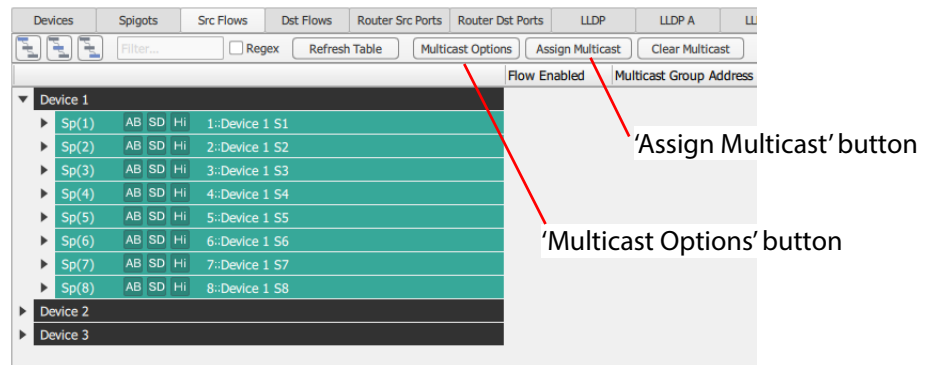 Devices Spigots Src Flows Dst Flows Router Src Ports Router Dst Ports LLDP LLDP A
Filter... Regex Refresh Table Multicast Options Assign Multicast Clear Multicast
Flow Enabled Multicast Group Address
Device 1
Sp(1) AB SD Hi 1::Device 1 S1
Sp(2) AB SD Hi 2::Device 1 S2
Sp(3) AB SD Hi 3::Device 1 S3
Sp(4) AB SD Hi 4::Device 1 S4
Sp(5) AB SD Hi 5::Device 1 S5
Sp(6) AB SD Hi 6::Device 1 S6
Sp(7) AB SD Hi 7::Device 1 S7
Sp(8) AB SD Hi 8::Device 1 S8
Device 2
Device 3
‘Assign Multicast’ button
‘Multicast Options’ button